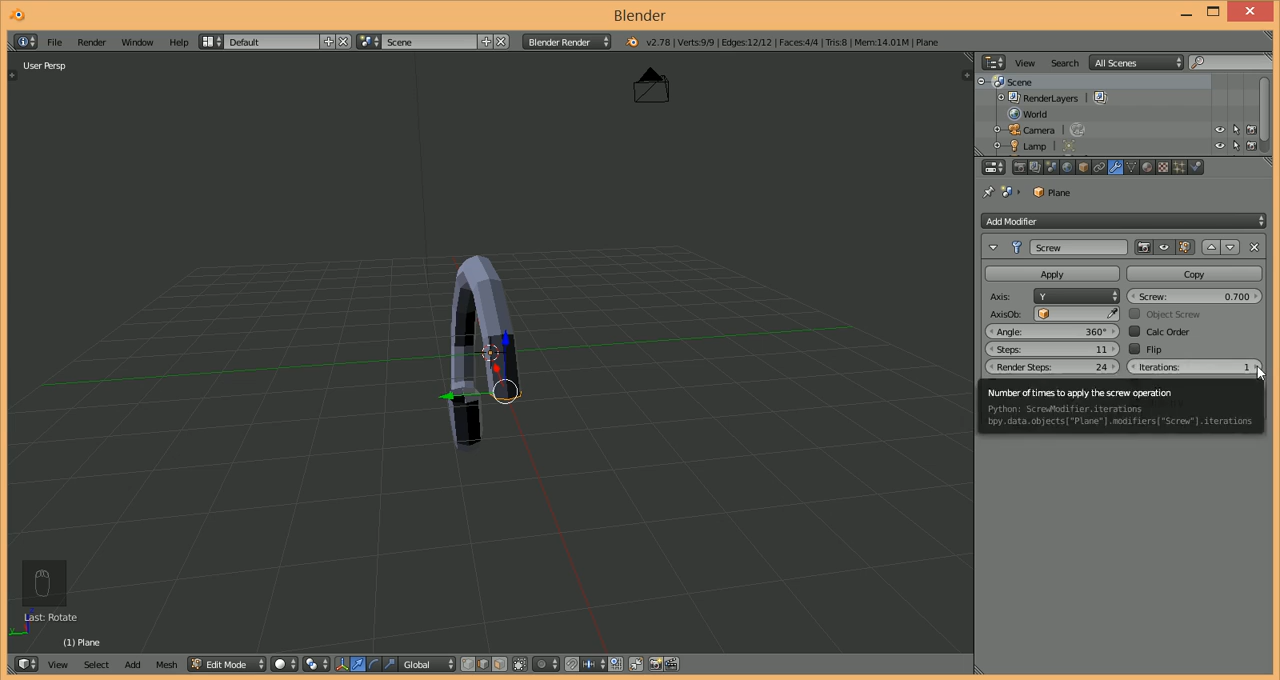 Blender
File Render Window Help Default Scene Blender Render v2.78 | Verts:9/9 | Edges:12/12 | Faces:4/4 | Tris:8 | Mem:14.01M | Plane
User Persp
View Search All Scenes
Scene
RenderLayers |
World
Camera |
Lamp |
Plane
Add Modifier
Screw
Apply Copy
Axis: Y Screw: 0.700
AxisOb: Object Screw
Angle: 360° Calc Order
Steps: 11 Flip
Render Steps: 24 Iterations: 1
Number of times to apply the screw operation
Python: ScrewModifier.iterations
bpy.data.objects["Plane"].modifiers["Screw"].iterations
Last: Rotate
(1) Plane
View Select Add Mesh Edit Mode Global